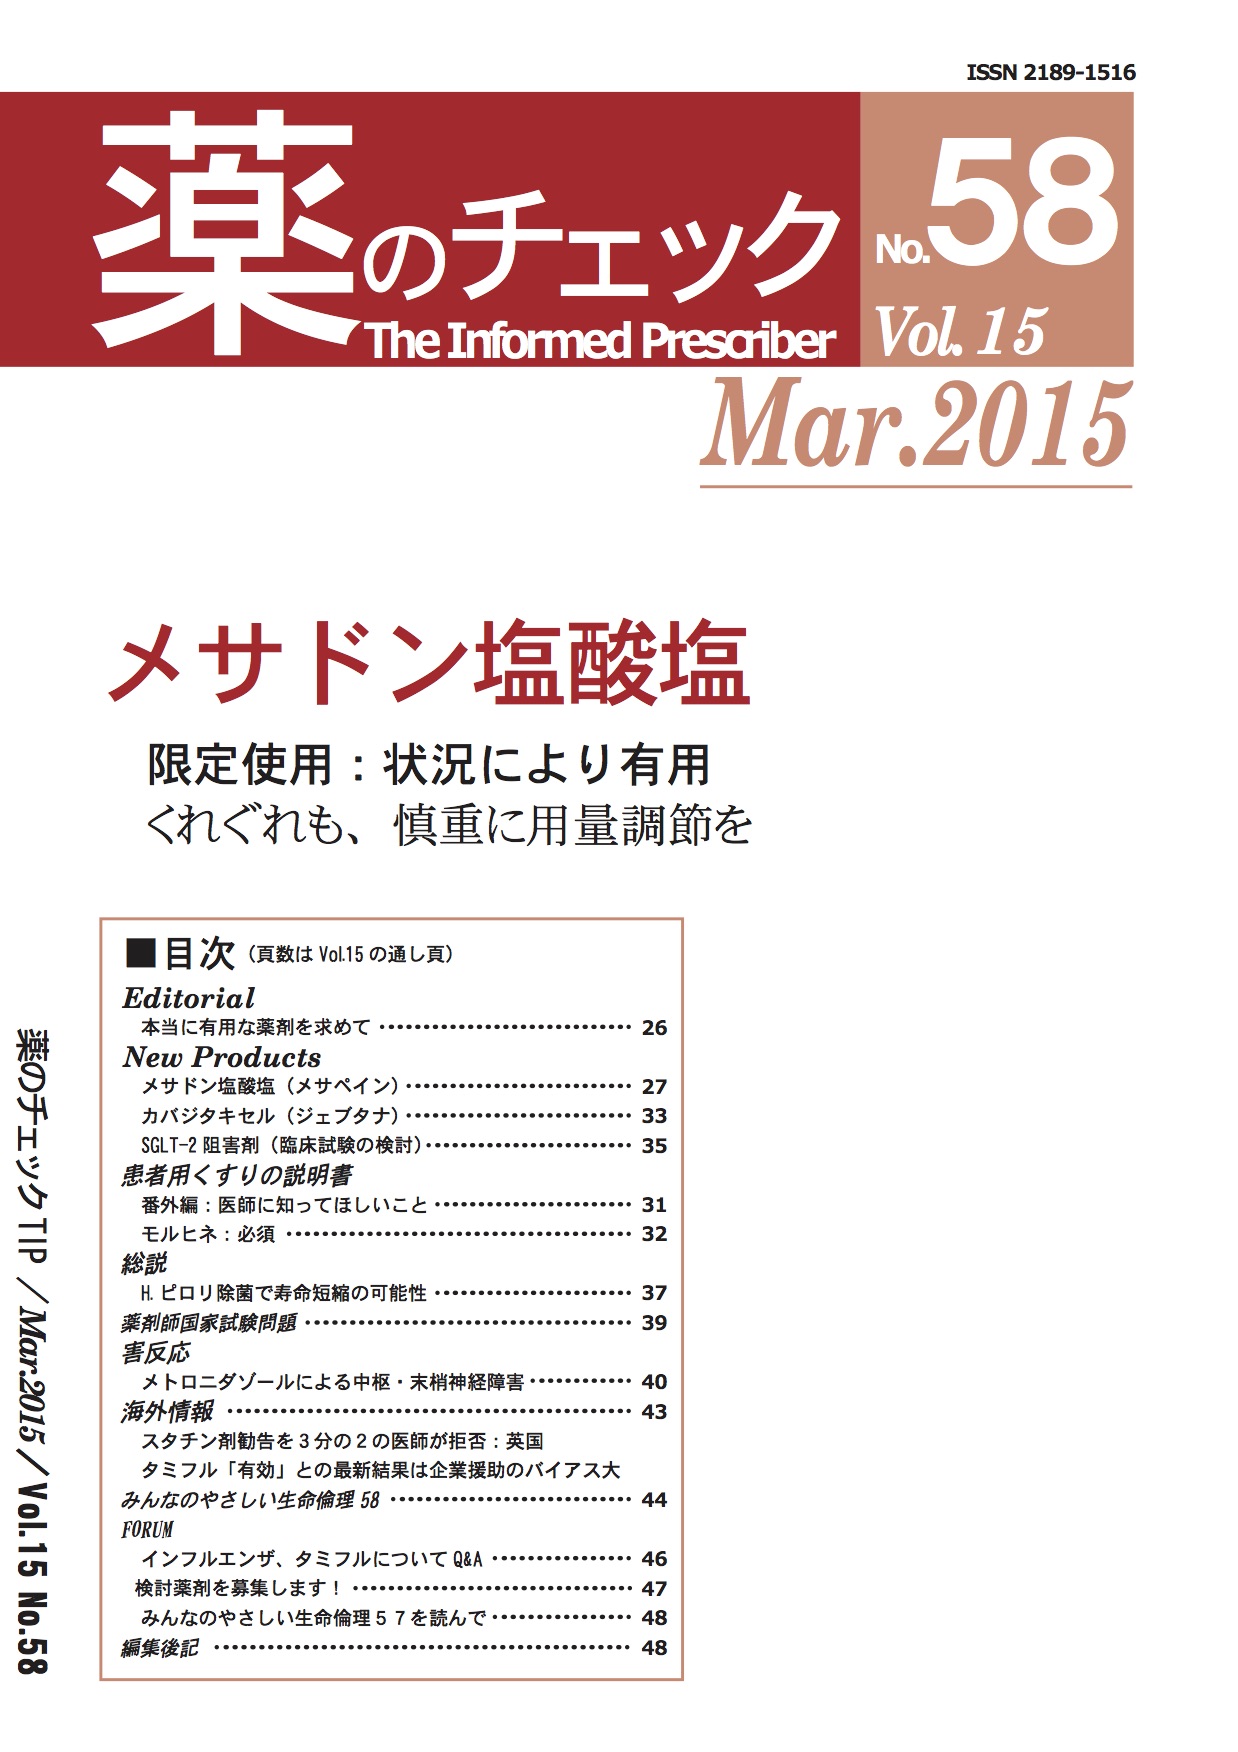 ISSN 2189-1516
薬のチェック
The Informed Prescriber
No.58
Vol.15
Mar.2015
メサドン塩酸塩
限定使用：状況により有用
くれぐれも、慎重に用量調節を
■目次（頁数は Vol.15 の通し頁）
Editorial
本当に有用な薬剤を求めて ‥‥‥‥‥‥‥‥ 26
New Products
メサドン塩酸塩（メサペイン）‥‥‥‥‥‥‥‥ 27
カバジタキセル（ジェブタナ）‥‥‥‥‥‥‥‥ 33
SGLT-2 阻害剤（臨床試験の検討）‥‥‥‥‥‥‥‥ 35
患者用くすりの説明書
番外編：医師に知ってほしいこと ‥‥‥‥‥‥‥‥ 31
モルヒネ：必須 ‥‥‥‥‥‥‥‥ 32
総説
H. ピロリ除菌で寿命短縮の可能性 ‥‥‥‥‥‥‥‥ 37
薬剤師国家試験問題 ‥‥‥‥‥‥‥‥ 39
害反応
メトロニダゾールによる中枢・末梢神経障害 ‥‥‥‥‥‥‥‥ 40
海外情報 ‥‥‥‥‥‥‥‥ 43
スタチン剤勧告を３分の２の医師が拒否：英国
タミフル「有効」との最新結果は企業援助のバイアス大
みんなのやさしい生命倫理 58 ‥‥‥‥‥‥‥‥ 44
FORUM
インフルエンザ、タミフルについて Q&A ‥‥‥‥‥‥‥‥ 46
検討薬剤を募集します！ ‥‥‥‥‥‥‥‥ 47
みんなのやさしい生命倫理５７を読んで ‥‥‥‥‥‥‥‥ 48
編集後記 ‥‥‥‥‥‥‥‥ 48
薬のチェック TIP ／Mar.2015／Vol.15 No.58